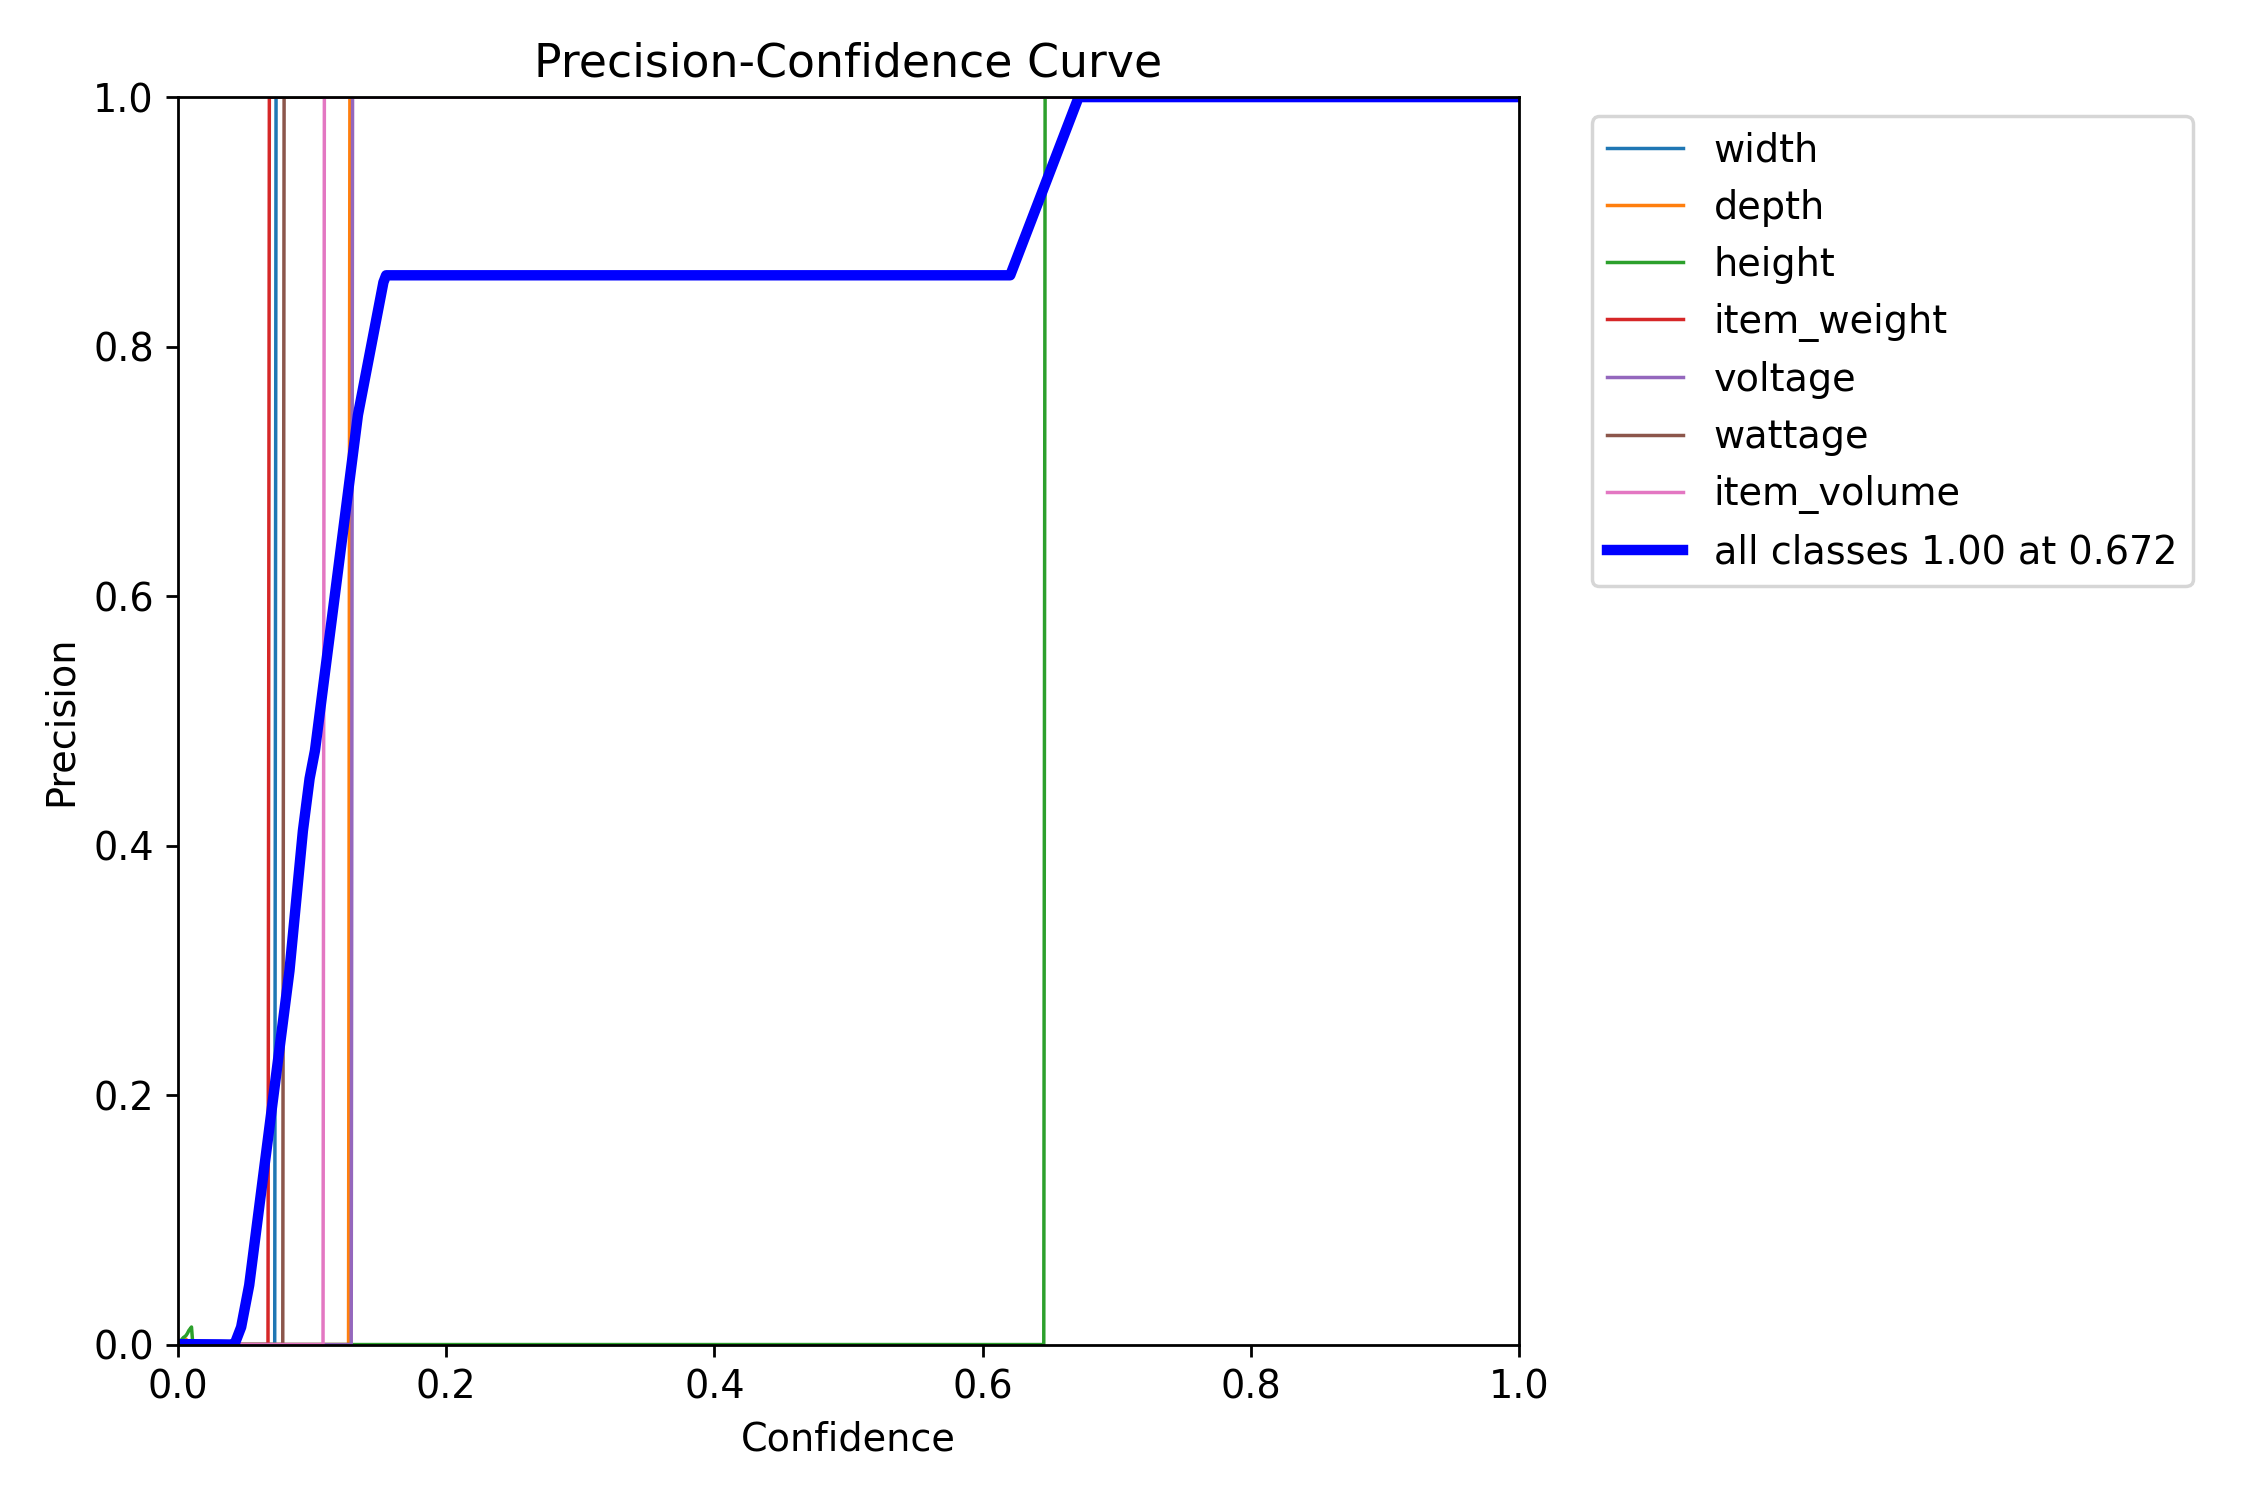 Precision-Confidence Curve
1.0
0.8
0.6
0.4
0.2
0.0
Precision
0.0 0.2 0.4 0.6 0.8 1.0
Confidence
width
depth
height
item_weight
voltage
wattage
item_volume
all classes 1.00 at 0.672